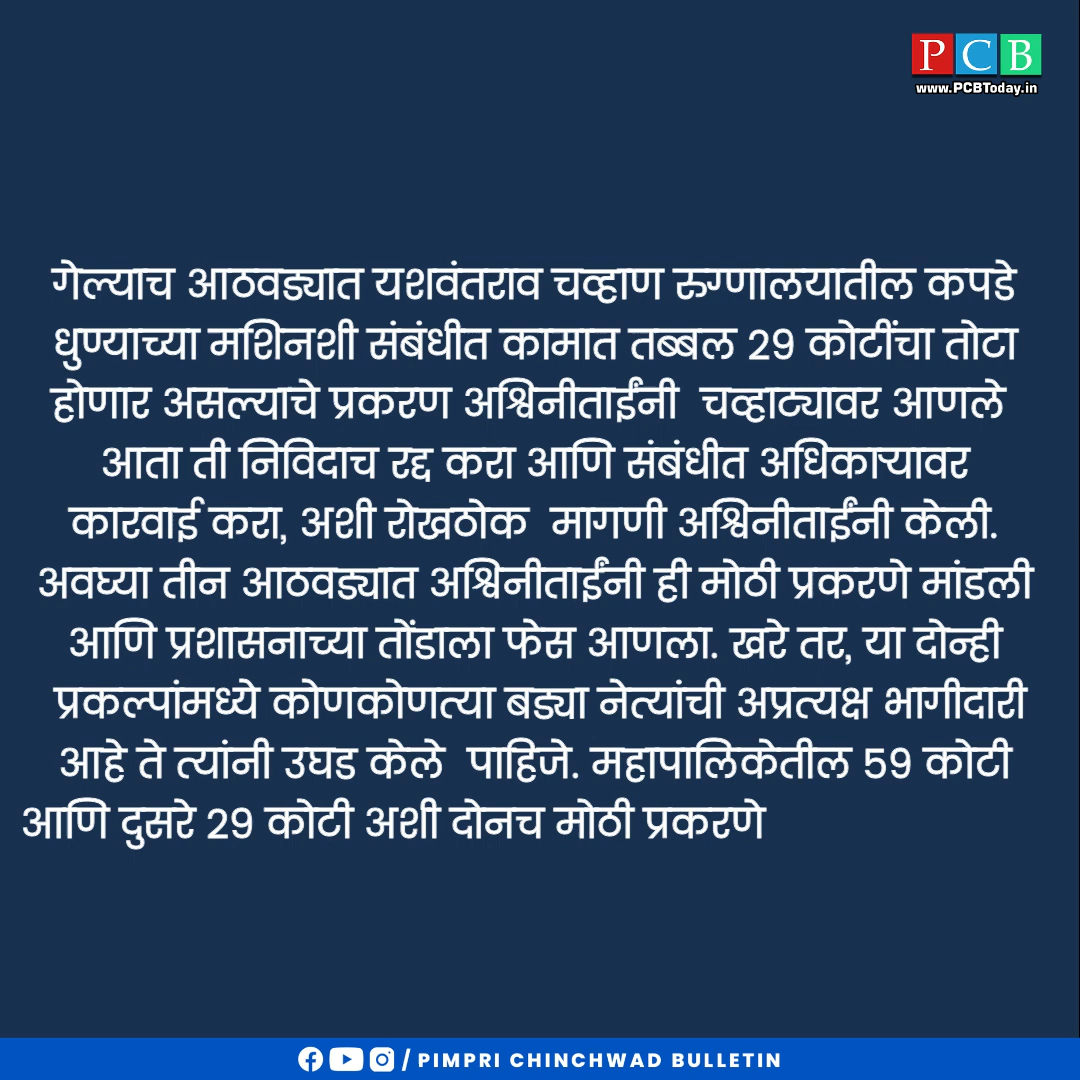 PCB
www.PCBToday.in
गेल्याच आठवड्यात यशवंतराव चव्हाण रुग्णालयातील कपडे
धुण्याच्या मशिनशी संबंधीत कामात तब्बल 29 कोटींचा तोटा
होणार असल्याचे प्रकरण अश्विनीताईंनी चव्हाट्यावर आणले
आता ती निविदाच रद्द करा आणि संबंधीत अधिकाऱ्यावर
कारवाई करा, अशी रोखठोक मागणी अश्विनीताईंनी केली.
अवघ्या तीन आठवड्यात अश्विनीताईंनी ही मोठी प्रकरणे मांडली
आणि प्रशासनाच्या तोंडाला फेस आणला. खरे तर, या दोन्ही
प्रकल्पांमध्ये कोणकोणत्या बड्या नेत्यांची अप्रत्यक्ष भागीदारी
आहे ते त्यांनी उघड केले पाहिजे. महापालिकेतील 59 कोटी
आणि दुसरे 29 कोटी अशी दोनच मोठी प्रकरणे
/ PIMPRI CHINCHWAD BULLETIN